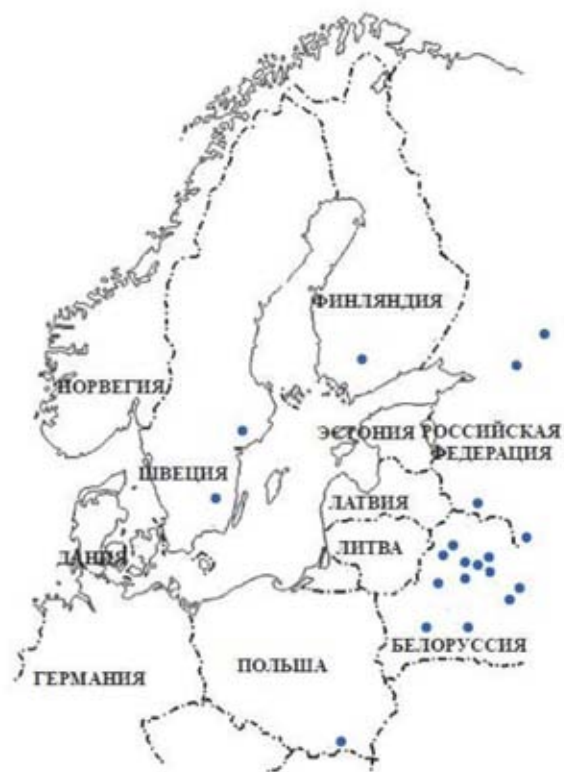 ФИНЛЯНДИЯ
НОРВЕГИЯ
ЭСТОНИЯ
РОССИЙСКАЯ
ФЕДЕРАЦИЯ
ШВЕЦИЯ
ЛАТВИЯ
ДАНИЯ
ЛИТВА
БЕЛОРУССИЯ
ПОЛЬША
ГЕРМАНИЯ